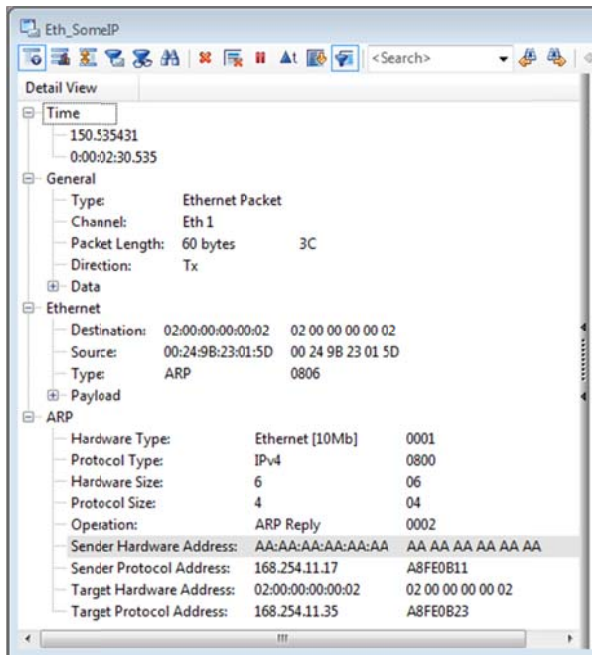 Eth_SomeIP
Δt <Search>
Detail View
Time
150.535431
0:00:02:30.535
General
Type: Ethernet Packet
Channel: Eth 1
Packet Length: 60 bytes 3C
Direction: Tx
Data
Ethernet
Destination: 02:00:00:00:00:02 02 00 00 00 00 02
Source: 00:24:9B:23:01:5D 00 24 9B 23 01 5D
Type: ARP 0806
Payload
ARP
Hardware Type: Ethernet [10Mb] 0001
Protocol Type: IPv4 0800
Hardware Size: 6 06
Protocol Size: 4 04
Operation: ARP Reply 0002
Sender Hardware Address: AA:AA:AA:AA:AA:AA AA AA AA AA AA AA
Sender Protocol Address: 168.254.11.17 A8FE0B11
Target Hardware Address: 02:00:00:00:00:02 02 00 00 00 00 02
Target Protocol Address: 168.254.11.35 A8FE0B23